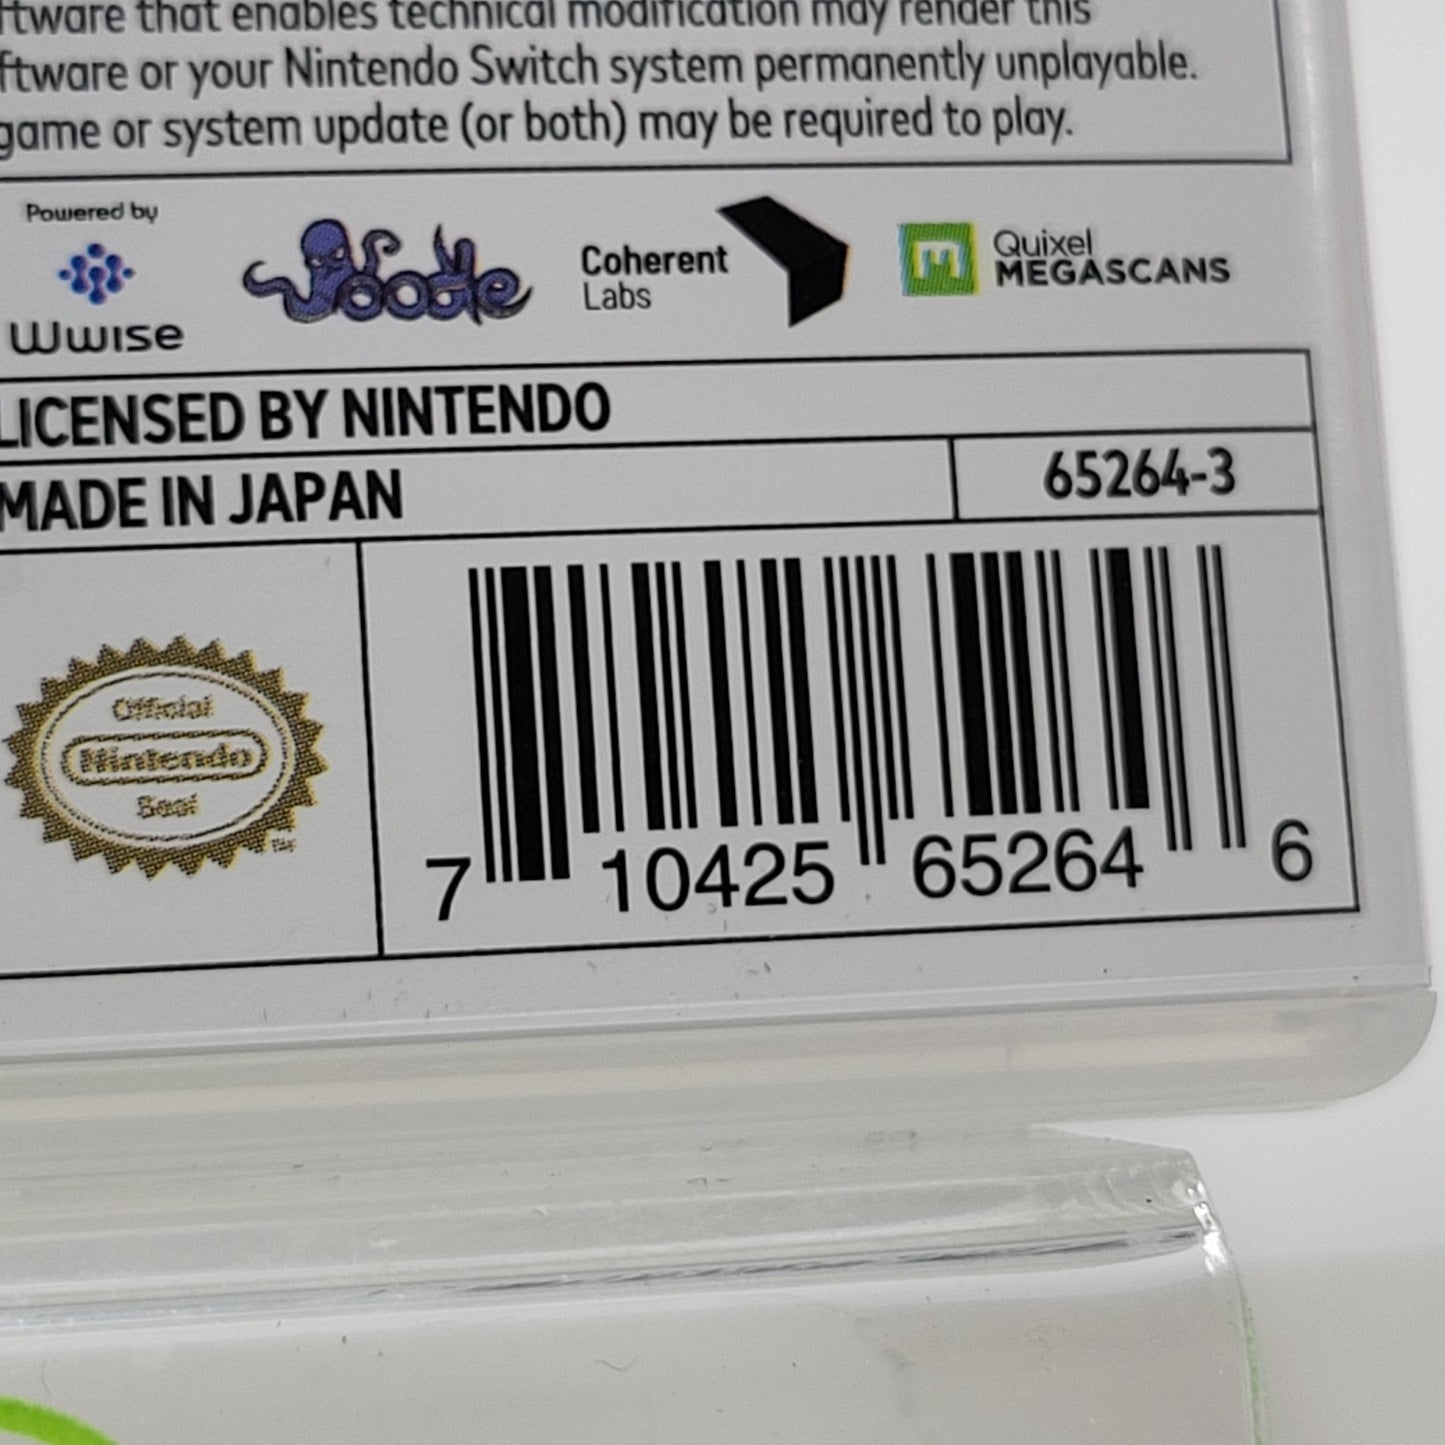 ftware that enables technical modification may render this
ftware or your Nintendo Switch system permanently unplayable.
game or system update (or both) may be required to play.
Powered by
Wwise
Oodle
Coherent
Labs
Quixel
MEGASCANS
LICENSED BY NINTENDO
MADE IN JAPAN
65264-3
Official
Nintendo
Seal
TM
7 10425 65264 6